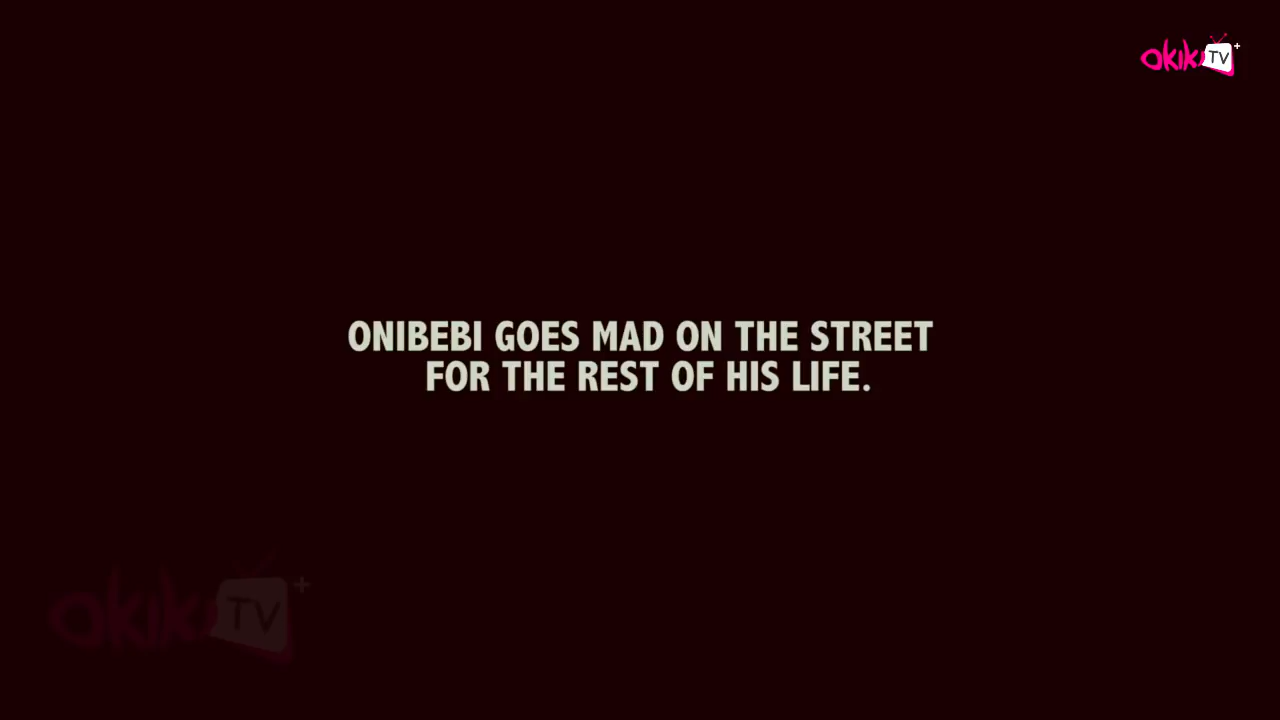 okiki TV+
ONIBEBI GOES MAD ON THE STREET
FOR THE REST OF HIS LIFE.
okiki TV+